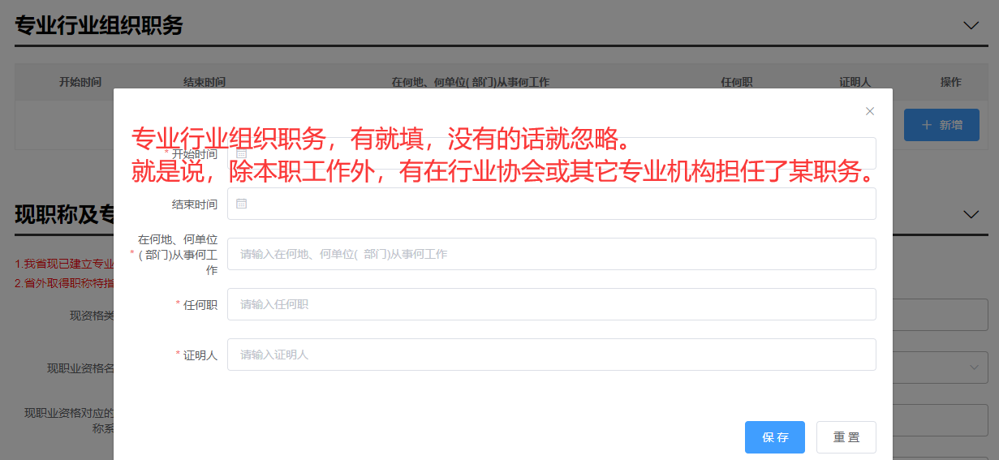 专业行业组织职务
开始时间 结束时间 在何地、何单位( 部门)从事何工作 任何职 证明人 操作
+ 新增
专业行业组织职务，有就填，没有的话就忽略。
* 开始时间
就是说，除本职工作外，有在行业协会或其它专业机构担任了某职务。
结束时间
现职称及专
在何地、何单位
* ( 部门)从事何工
作
请输入在何地、何单位( 部门)从事何工作
1.我省现已建立专业
2.省外取得职称特指
* 任何职 请输入任何职
现资格类
* 证明人 请输入证明人
现职业资格名
现职业资格对应的
称系
保存 重置